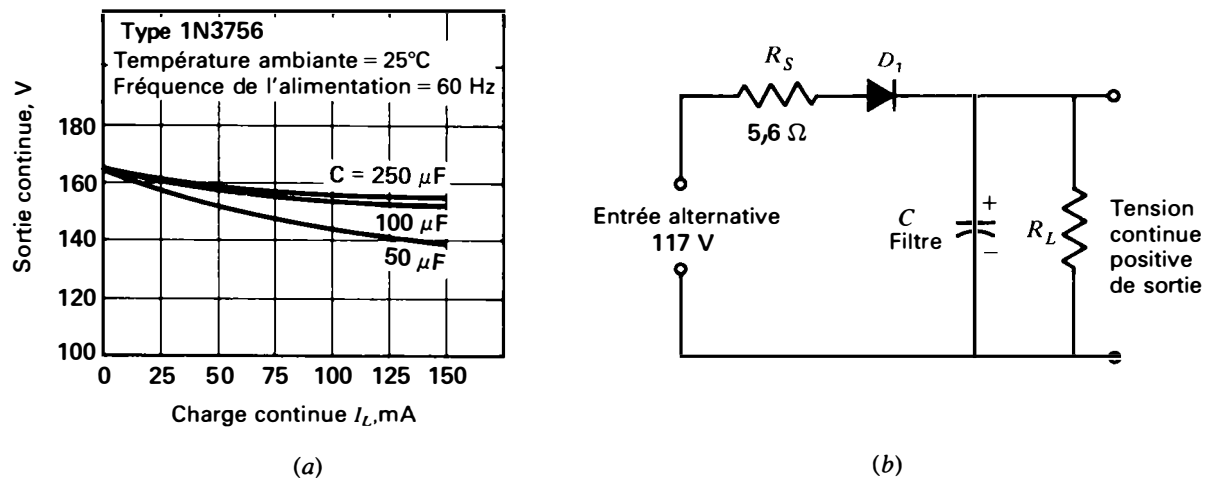 Type 1N3756
Température ambiante = 25°C
Fréquence de l'alimentation = 60 Hz
Sortie continue, V
180
160
140
120
100
C = 250 μF
100 μF
50 μF
0 25 50 75 100 125 150
Charge continue I_L,mA
(a)
R_S
5,6 Ω
D_1
Entrée alternative
117 V
C
Filtre
+
−
R_L
Tension
continue
positive
de sortie
(b)